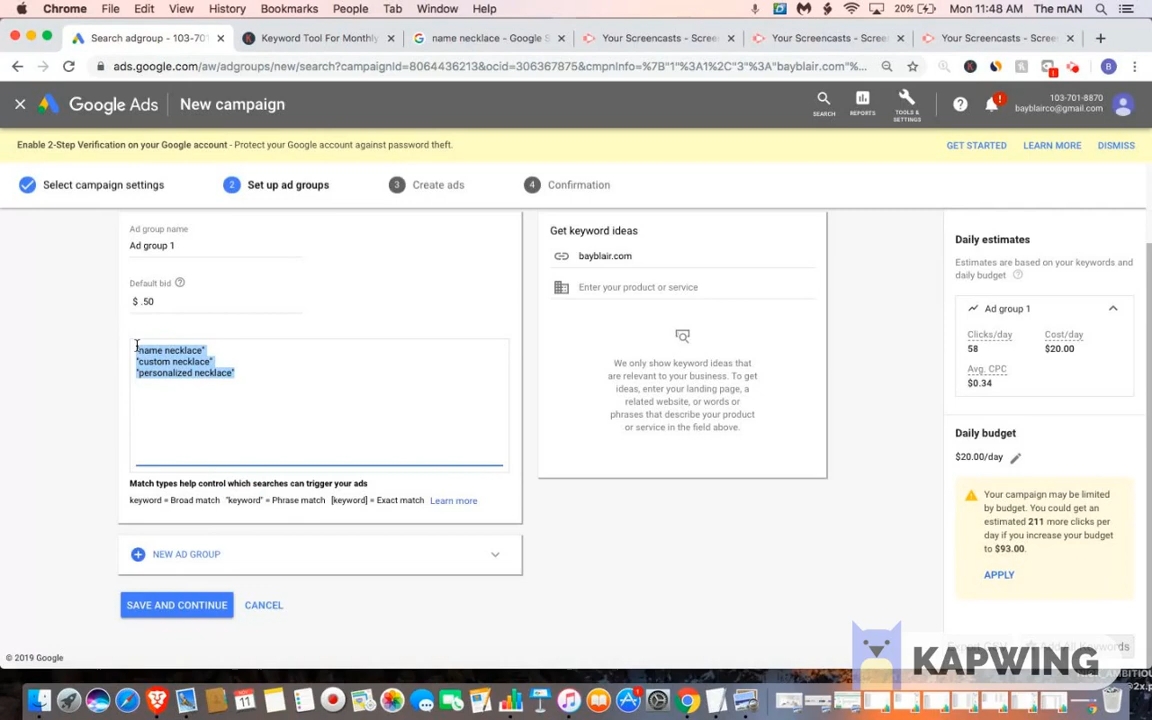 Chrome File Edit View History Bookmarks People Tab Window Help
20% Mon 11:48 AM The mAN
Search adgroup - 103-701
Keyword Tool For Monthly
name necklace - Google S
Your Screencasts - Scree
Your Screencasts - Scree
Your Screencasts - Scree
ads.google.com/aw/adgroups/new/search?campaignId=8064436213&ocid=306367875&cmpnInfo=%7B"1"%3A1%2C"3"%3A"bayblair.com"%...
Google Ads New campaign
SEARCH
REPORTS
TOOLS & SETTINGS
103-701-8870
bayblairco@gmail.com
Enable 2-Step Verification on your Google account - Protect your Google account against password theft.
GET STARTED LEARN MORE DISMISS
Select campaign settings
2 Set up ad groups
3 Create ads
4 Confirmation
Ad group name
Ad group 1
Default bid
$ .50
"name necklace"
"custom necklace"
"personalized necklace"
Match types help control which searches can trigger your ads
keyword = Broad match "keyword" = Phrase match [keyword] = Exact match Learn more
NEW AD GROUP
SAVE AND CONTINUE CANCEL
© 2019 Google
Get keyword ideas
bayblair.com
Enter your product or service
We only show keyword ideas that
are relevant to your business. To get
ideas, enter your landing page, a
related website, or words or
phrases that describe your product
or service in the field above.
Daily estimates
Estimates are based on your keywords and
daily budget
Ad group 1
Clicks/day Cost/day
58 $20.00
Avg. CPC
$0.34
Daily budget
$20.00/day
Your campaign may be limited
by budget. You could get an
estimated 211 more clicks per
day if you increase your budget
to $93.00.
APPLY
KAPWING